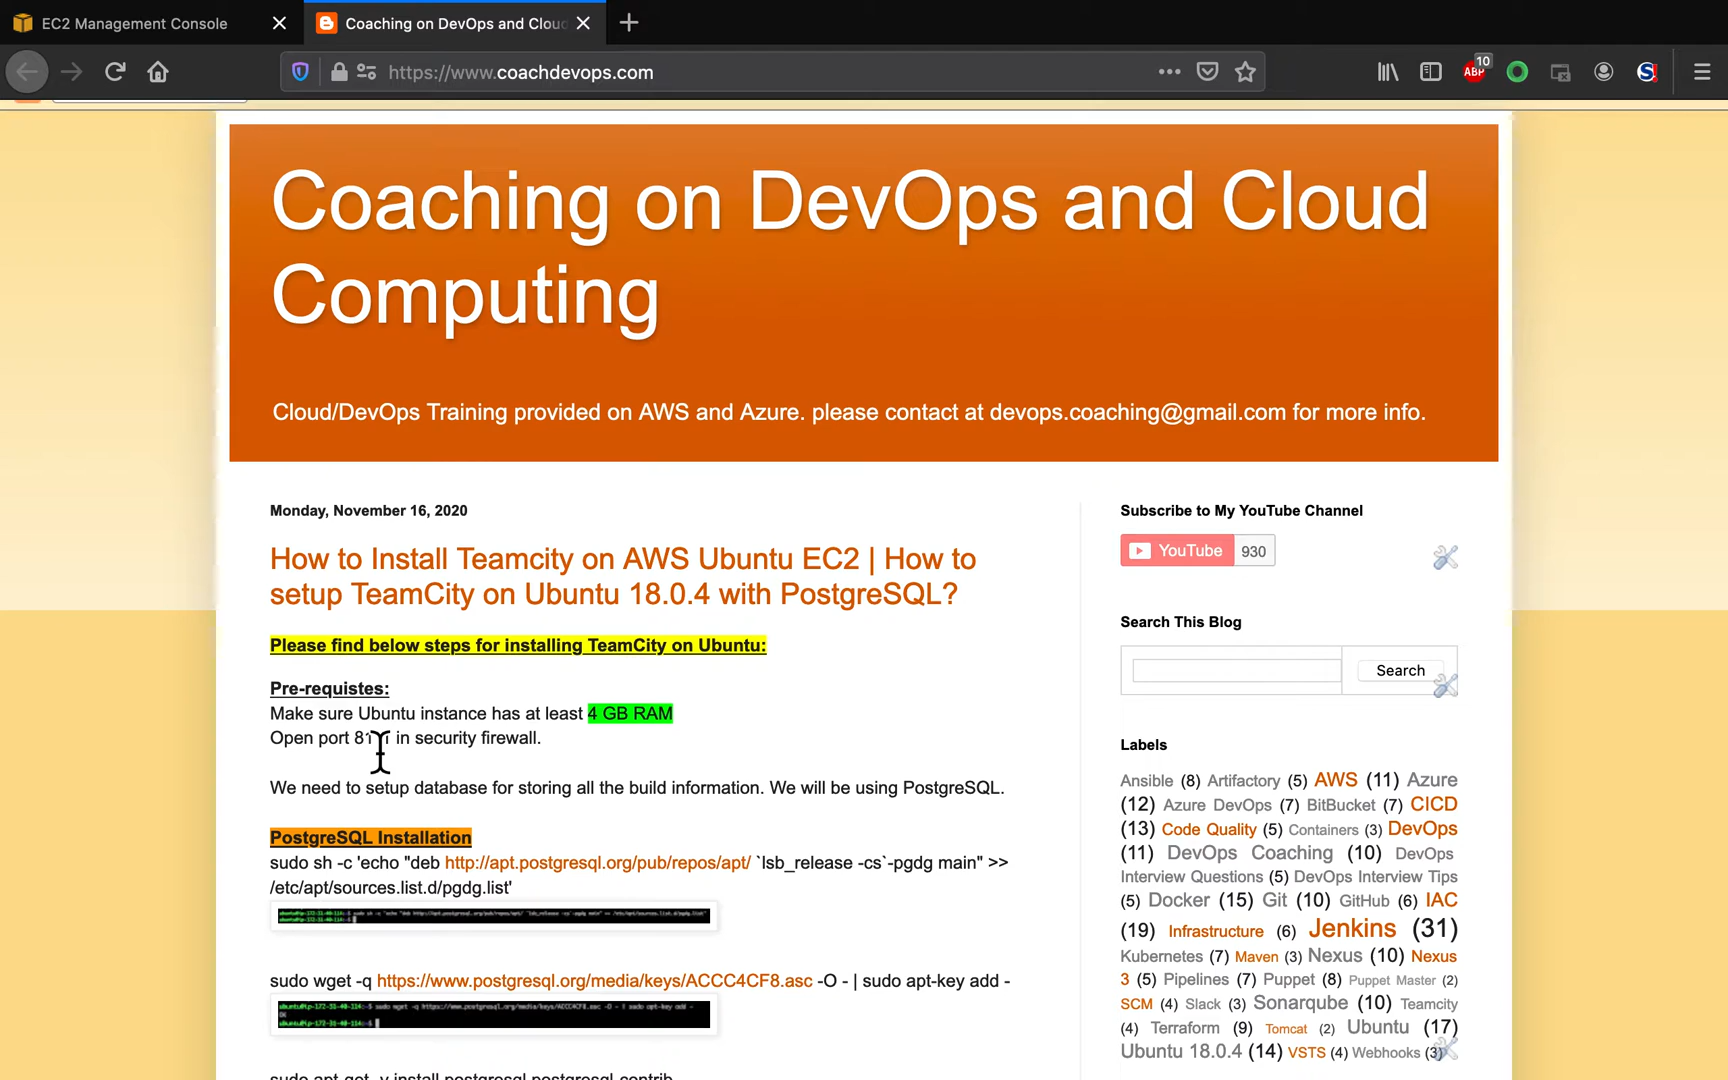 EC2 Management Console
Coaching on DevOps and Cloud
https://www.coachdevops.com
ABP
10
Coaching on DevOps and Cloud
Computing
Cloud/DevOps Training provided on AWS and Azure. please contact at devops.coaching@gmail.com for more info.
Monday, November 16, 2020
How to Install Teamcity on AWS Ubuntu EC2 | How to
setup TeamCity on Ubuntu 18.0.4 with PostgreSQL?
Please find below steps for installing TeamCity on Ubuntu:
Pre-requistes:
Make sure Ubuntu instance has at least 4 GB RAM
Open port in security firewall.
We need to setup database for storing all the build information. We will be using PostgreSQL.
PostgreSQL Installation
sudo sh -c 'echo "deb http://apt.postgresql.org/pub/repos/apt/ `lsb_release -cs`-pgdg main" >>
/etc/apt/sources.list.d/pgdg.list'
sudo wget -q https://www.postgresql.org/media/keys/ACCC4CF8.asc -O - | sudo apt-key add -
sudo apt-get -y install postgresql postgresql-contrib
Subscribe to My YouTube Channel
YouTube 930
Search This Blog
Search
Labels
Ansible (8) Artifactory (5) AWS (11) Azure
(12) Azure DevOps (7) BitBucket (7) CICD
(13) Code Quality (5) Containers (3) DevOps
(11) DevOps Coaching (10) DevOps
Interview Questions (5) DevOps Interview Tips
(5) Docker (15) Git (10) GitHub (6) IAC
(19) Infrastructure (6) Jenkins (31)
Kubernetes (7) Maven (3) Nexus (10) Nexus
3 (5) Pipelines (7) Puppet (8) Puppet Master (2)
SCM (4) Slack (3) Sonarqube (10) Teamcity
(4) Terraform (9) Tomcat (2) Ubuntu (17)
Ubuntu 18.0.4 (14) VSTS (4) Webhooks (3)